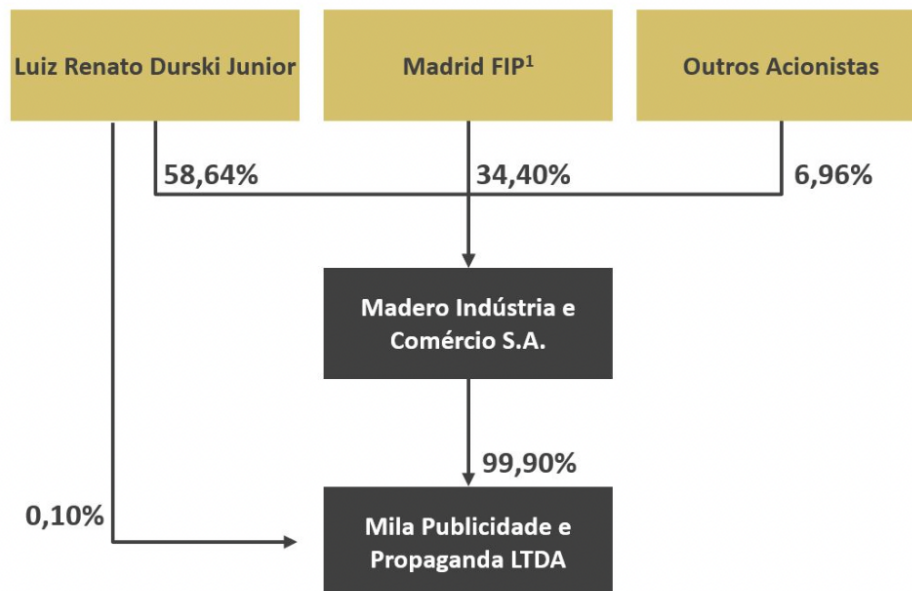 Luiz Renato Durski Junior
Madrid FIP¹
Outros Acionistas
58,64%
34,40%
6,96%
Madero Indústria e
Comércio S.A.
99,90%
0,10%
Mila Publicidade e
Propaganda LTDA